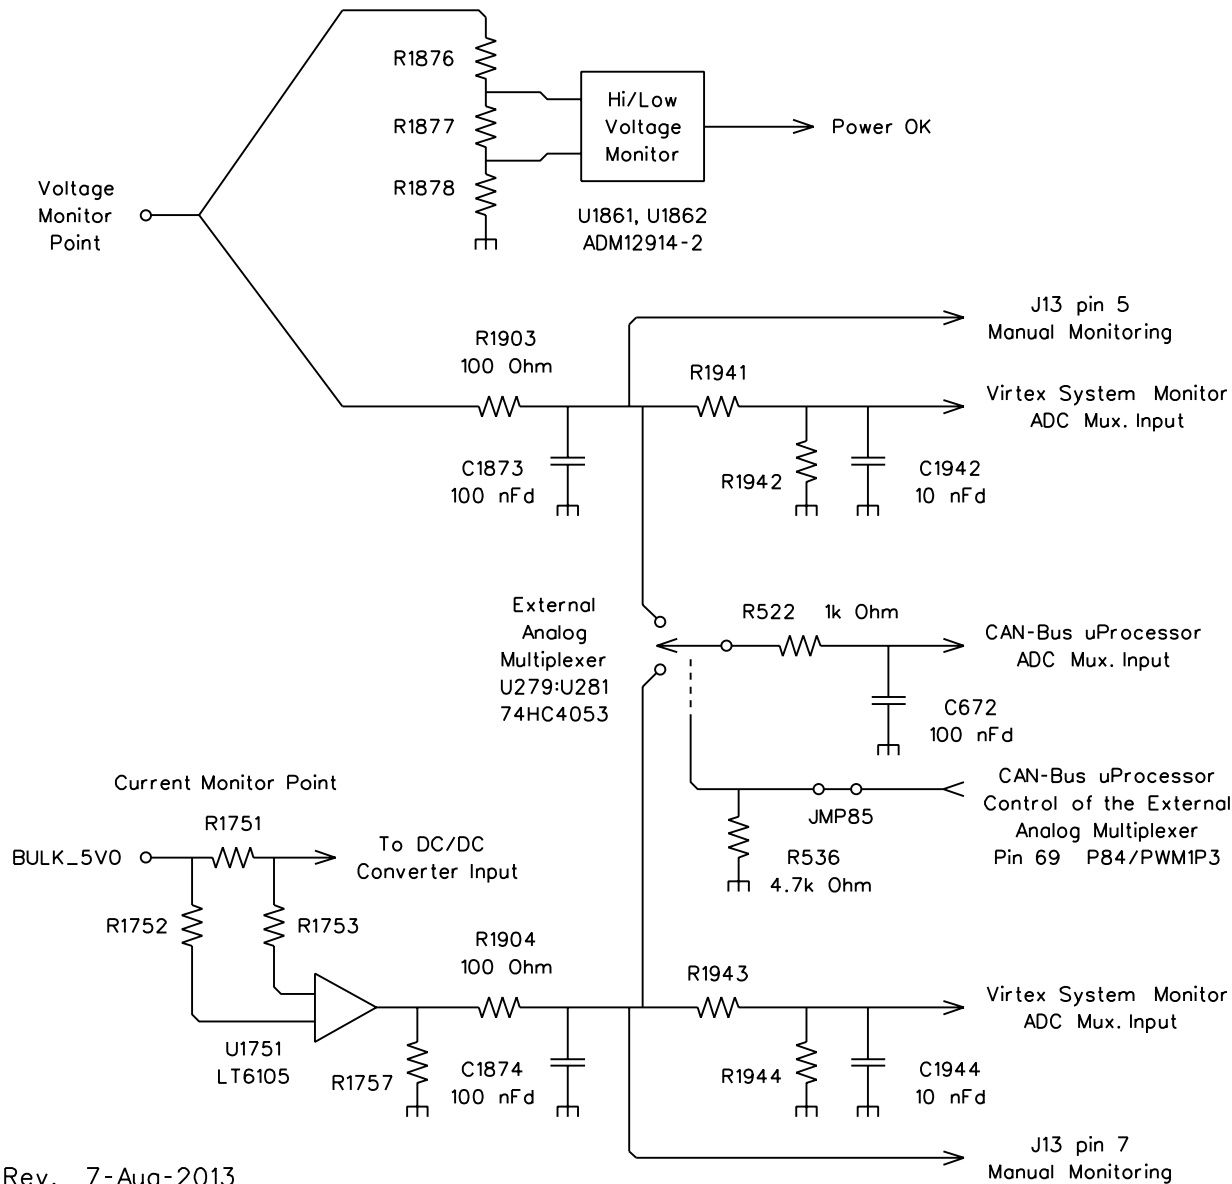 R1876
R1877
R1878
Hi/Low
Voltage
Monitor
Power OK
U1861, U1862
ADM12914-2
Voltage
Monitor
Point
J13 pin 5
Manual Monitoring
R1903
100 Ohm
R1941
Virtex System Monitor
ADC Mux. Input
C1873
100 nFd
R1942
C1942
10 nFd
External
Analog
Multiplexer
U279:U281
74HC4053
R522 1k Ohm
CAN-Bus uProcessor
ADC Mux. Input
C672
100 nFd
CAN-Bus uProcessor
Control of the External
Analog Multiplexer
Pin 69 P84/PWM1P3
JMP85
R536
4.7k Ohm
Current Monitor Point
R1751
BULK_5V0
To DC/DC
Converter Input
R1752
R1753
R1904
100 Ohm
R1943
Virtex System Monitor
ADC Mux. Input
U1751
LT6105
R1757
C1874
100 nFd
R1944
C1944
10 nFd
J13 pin 7
Manual Monitoring
Rev. 7-Aug-2013